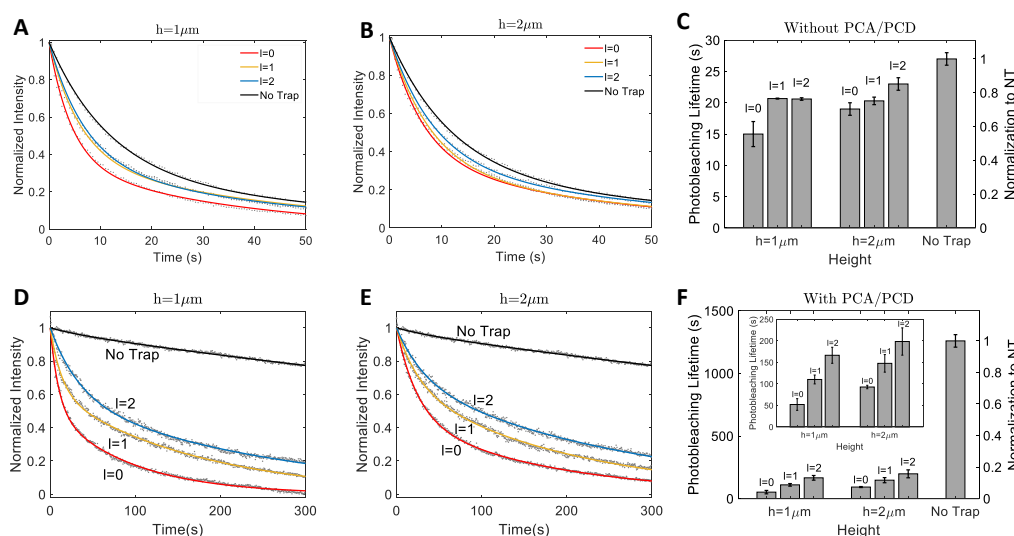 A
h=1μm
Normalized Intensity
1
0.8
0.6
0.4
0.2
0
0 10 20 30 40 50
Time (s)
l=0
l=1
l=2
No Trap
B
h=2μm
Normalized Intensity
1
0.8
0.6
0.4
0.2
0
0 10 20 30 40 50
Time (s)
l=0
l=1
l=2
No Trap
C
Without PCA/PCD
Photobleaching Lifetime (s)
30
25
20
15
10
5
0
l=0
l=1
l=2
l=0
l=1
l=2
h=1μm h=2μm No Trap
Height
1
0.8
0.6
0.4
0.2
0
Normalization to NT
D
h=1μm
Normalized Intensity
1
0.8
0.6
0.4
0.2
0
No Trap
l=2
l=1
l=0
0 100 200 300
Time(s)
E
h=2μm
Normalized Intensity
1
0.8
0.6
0.4
0.2
0
No Trap
l=2
l=1
l=0
0 100 200 300
Time(s)
F
With PCA/PCD
Photobleaching Lifetime (s)
1500
1000
500
0
Photobleaching Lifetime (s)
250
200
150
100
50
0
l=0
l=1
l=2
l=0
l=1
l=2
h=1μm h=2μm
Height
l=0
l=1
l=2
l=0
l=1
l=2
h=1μm h=2μm No Trap
Height
1
0.8
0.6
0.4
0.2
0
Normalization to NT